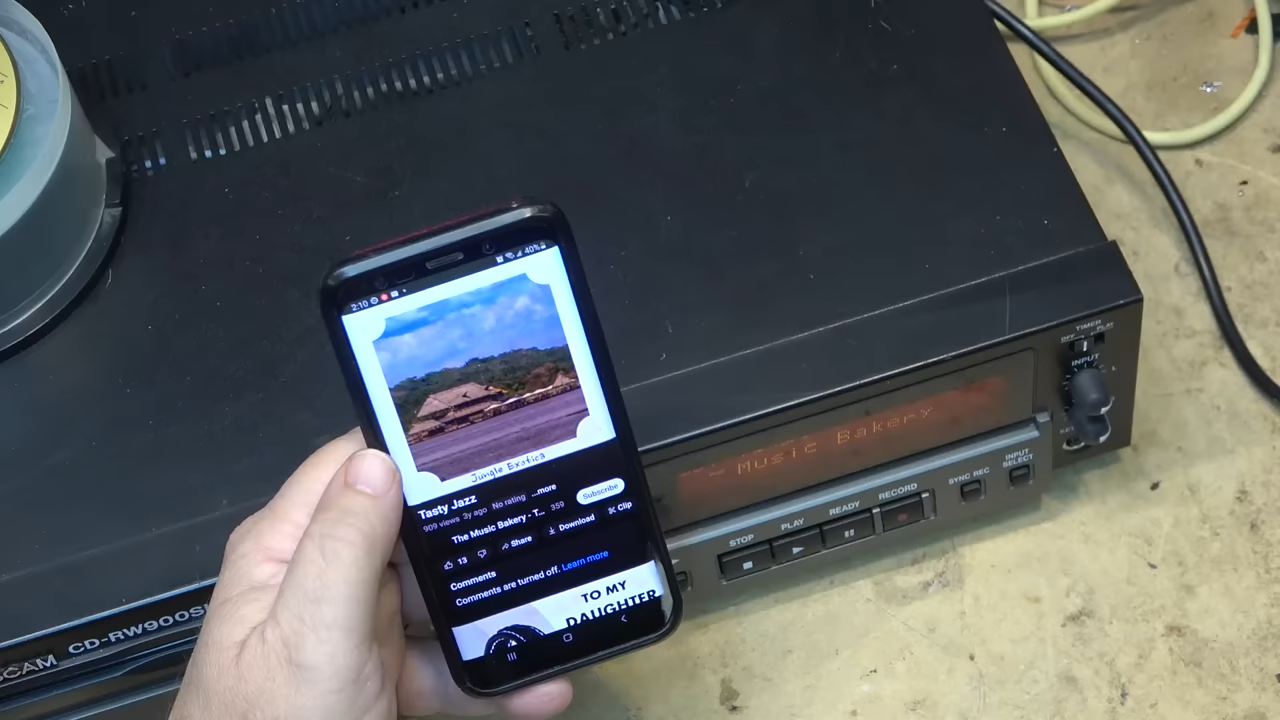 2:10
40%
Jungle Exotica
Tasty Jazz
909 views 3y ago No rating ...more
The Music Bakery - T... 359
Subscribe
13
Share
Download
Clip
Comments
Comments are turned off. Learn more
TO MY
DAUGHTER
Music Bakery
TIMER
OFF PLAY
INPUT
L
INPUT
SELECT
SYNC REC
RECORD
READY
PLAY
STOP
SCAM CD-RW900S